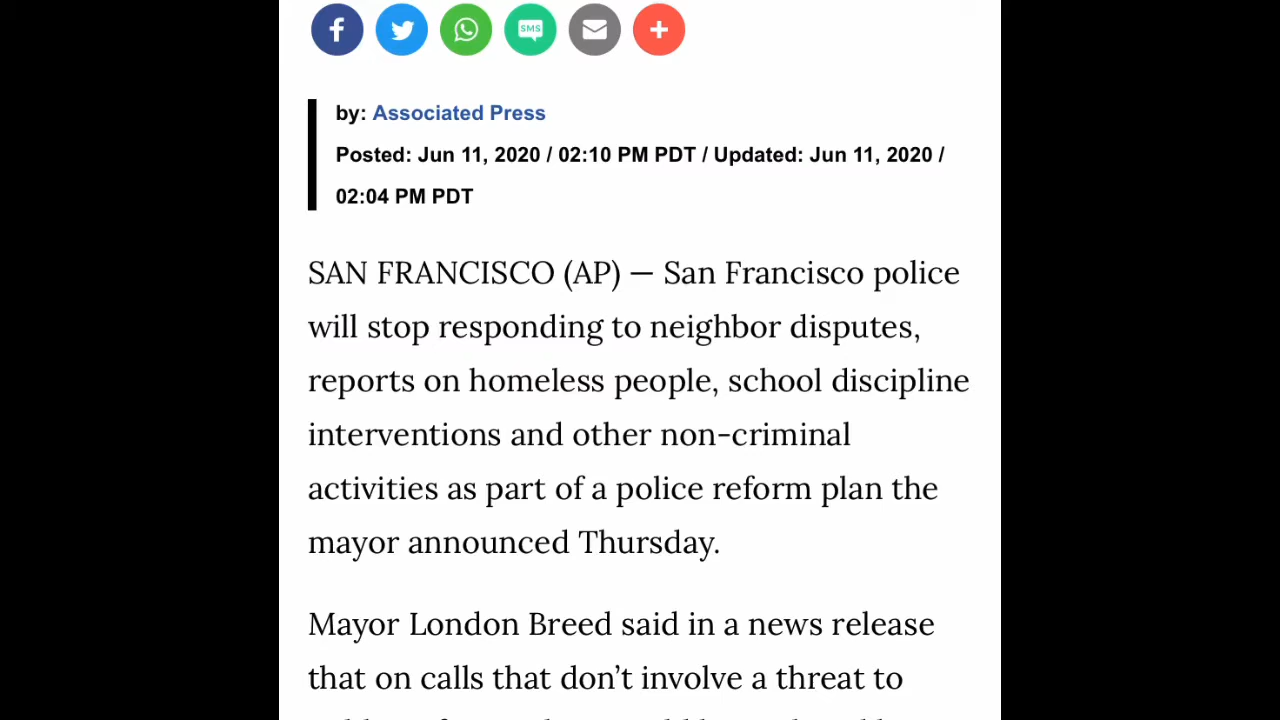 SMS
by: Associated Press
Posted: Jun 11, 2020 / 02:10 PM PDT / Updated: Jun 11, 2020 /
02:04 PM PDT
SAN FRANCISCO (AP) — San Francisco police
will stop responding to neighbor disputes,
reports on homeless people, school discipline
interventions and other non-criminal
activities as part of a police reform plan the
mayor announced Thursday.
Mayor London Breed said in a news release
that on calls that don’t involve a threat to